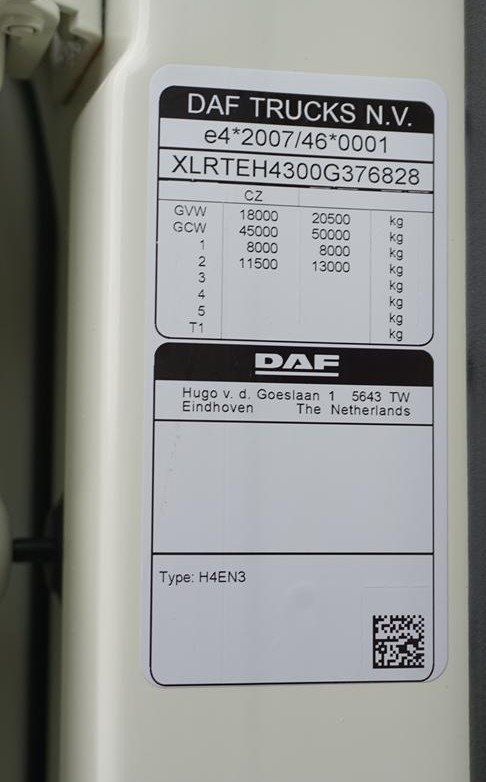 DAF TRUCKS N.V.
e4*2007/46*0001
XLRTEH4300G376828
CZ
GVW 18000 20500 kg
GCW 45000 50000 kg
1 8000 8000 kg
2 11500 13000 kg
3 kg
4 kg
5 kg
T1 kg
DAF
Hugo v. d. Goeslaan 1 5643 TW
Eindhoven The Netherlands
Type: H4EN3